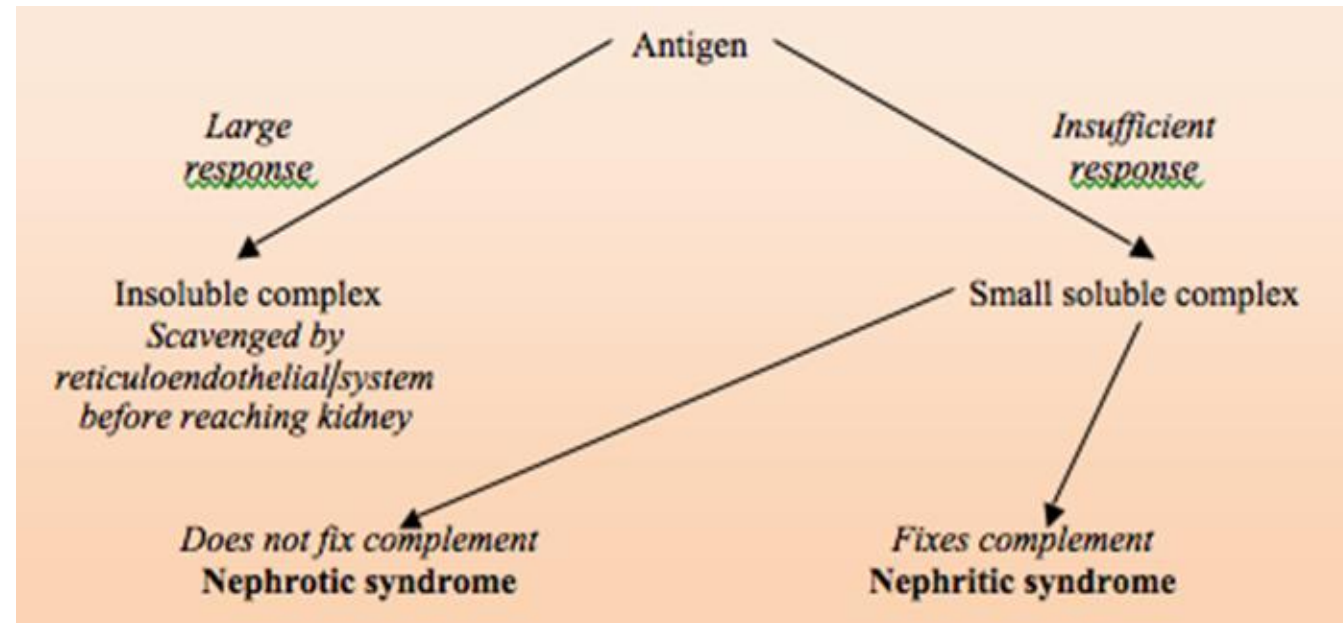 Antigen
Large
response
Insufficient
response
Insoluble complex
Scavenged by
reticuloendothelial/system
before reaching kidney
Small soluble complex
Does not fix complement
Nephrotic syndrome
Fixes complement
Nephritic syndrome